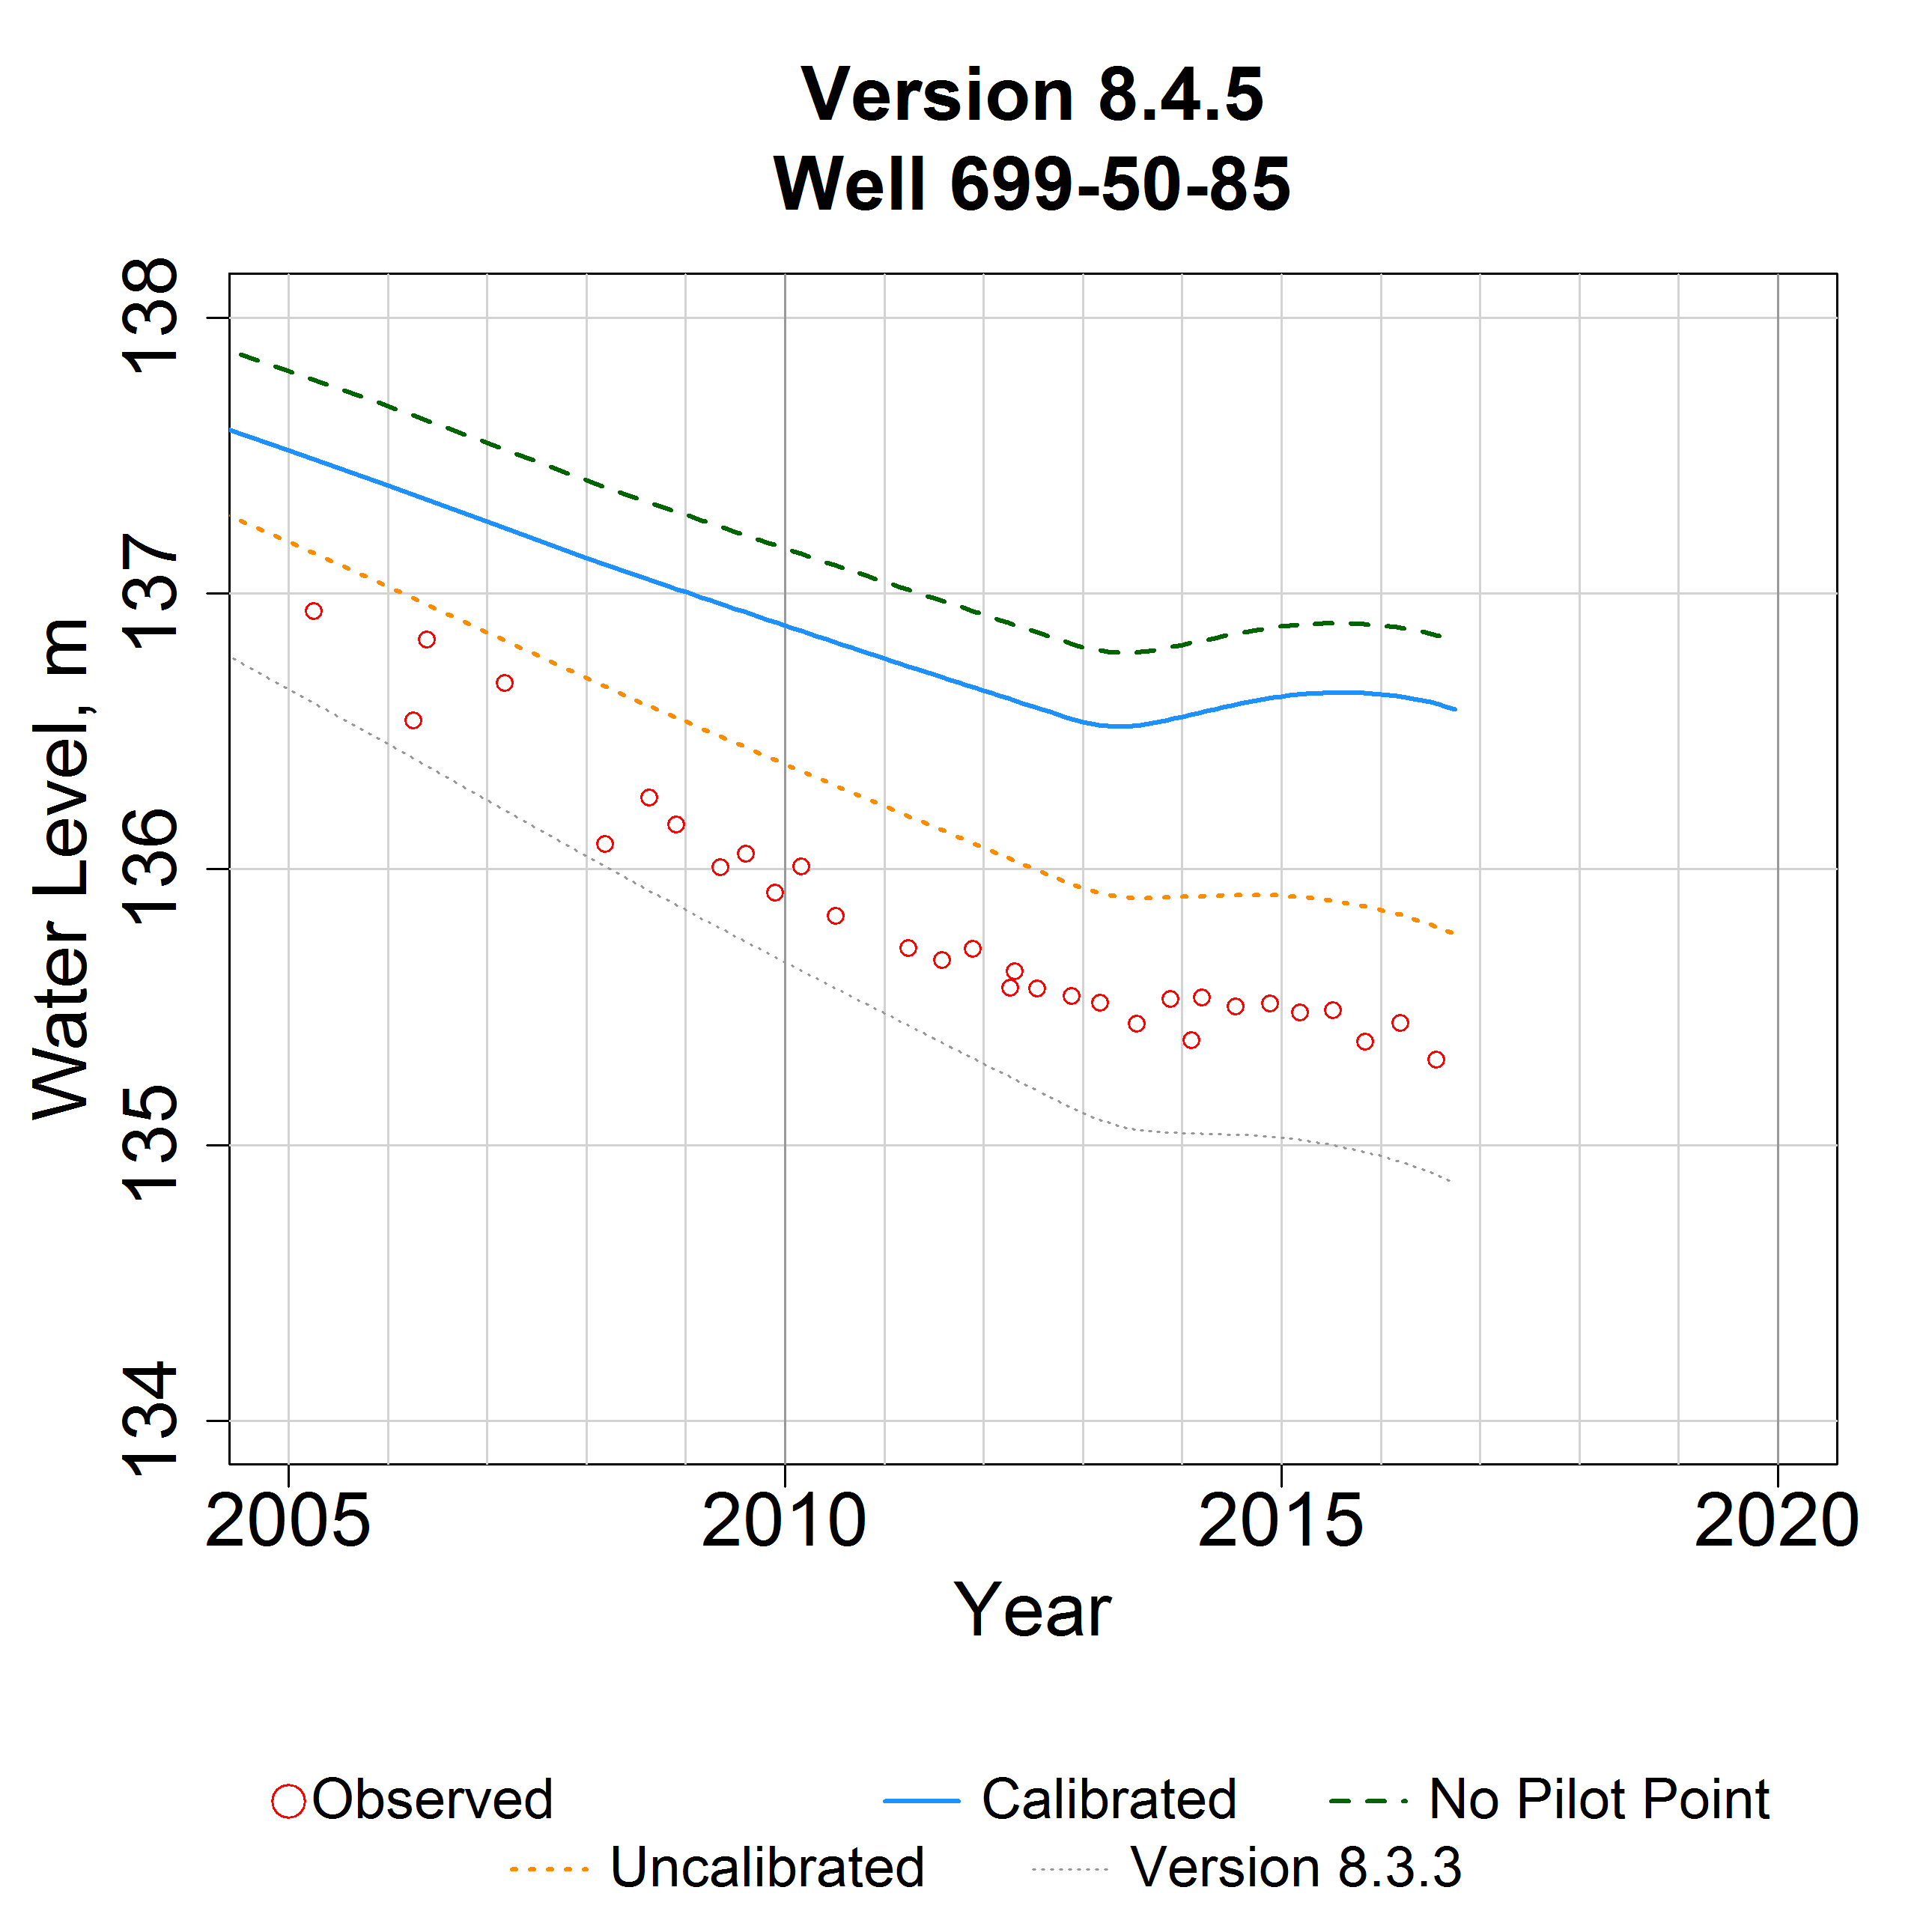 Version 8.4.5
Well 699-50-85
138
137
136
135
134
Water Level, m
2005 2010 2015 2020
Year
Observed Calibrated No Pilot Point
Uncalibrated Version 8.3.3